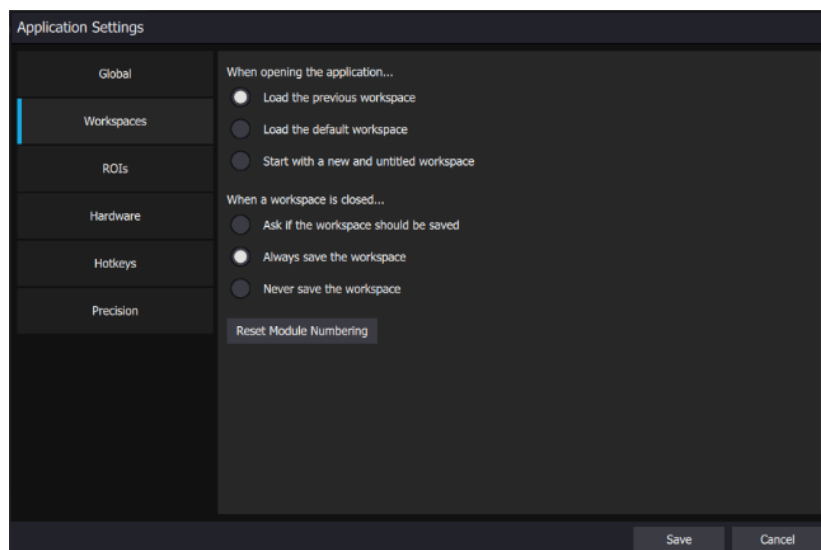 Application Settings
Global
Workspaces
ROIs
Hardware
Hotkeys
Precision
When opening the application...
Load the previous workspace
Load the default workspace
Start with a new and untitled workspace
When a workspace is closed...
Ask if the workspace should be saved
Always save the workspace
Never save the workspace
Reset Module Numbering
Save
Cancel